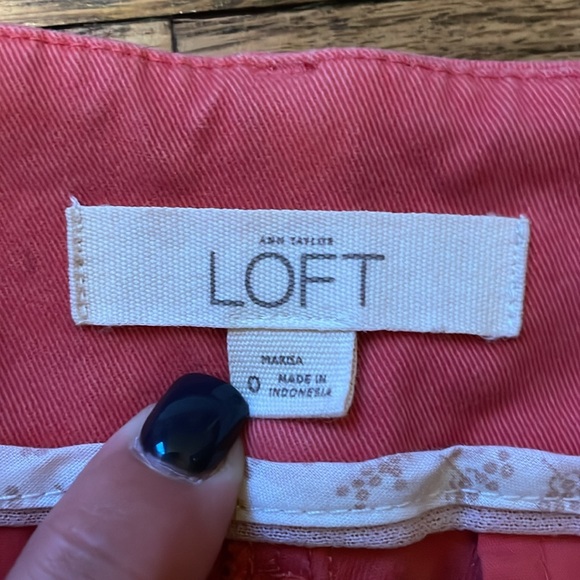 ANN TAYLOR
LOFT
MARISA
0 MADE IN
INDONESIA